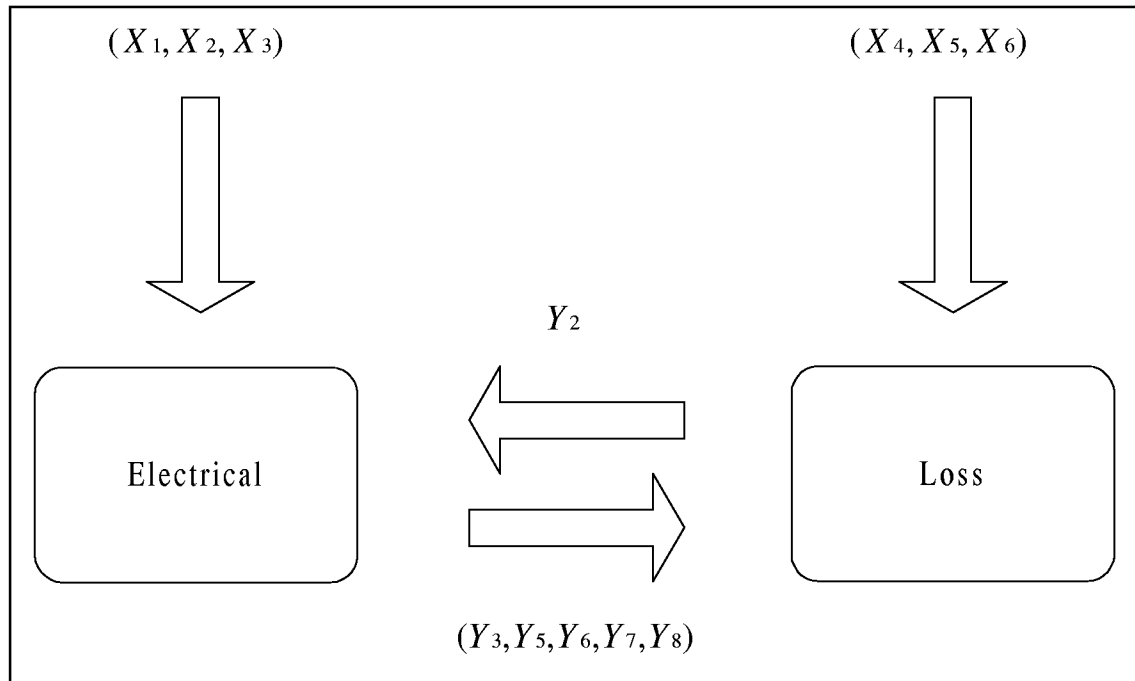 (X1, X2, X3)
(X4, X5, X6)
Y2
Electrical
Loss
(Y3, Y5, Y6, Y7, Y8)